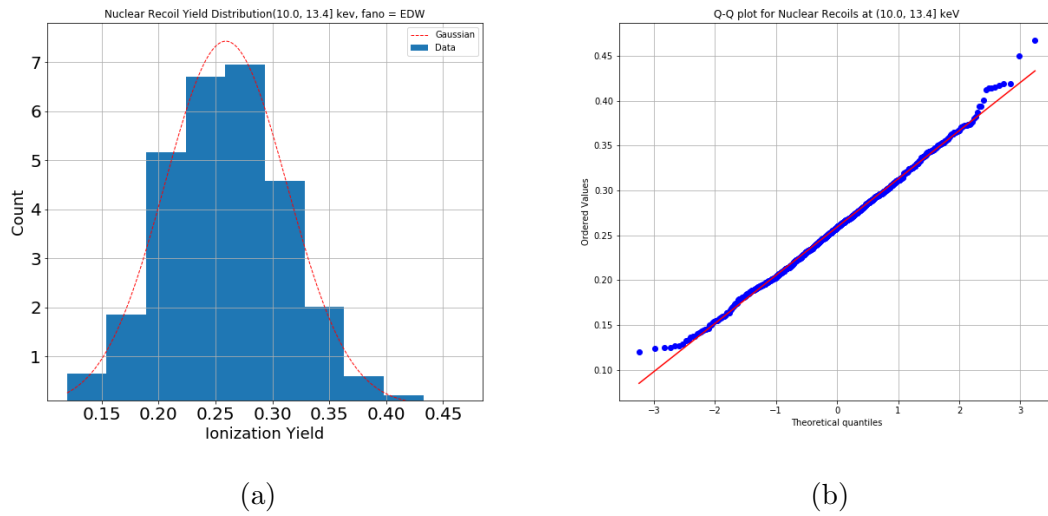 Nuclear Recoil Yield Distribution(10.0, 13.4] kev, fano = EDW
Gaussian
Data
7
6
5
4
3
2
1
Count
0.15 0.20 0.25 0.30 0.35 0.40 0.45
Ionization Yield
(a)
Q-Q plot for Nuclear Recoils at (10.0, 13.4] keV
0.45
0.40
0.35
0.30
0.25
0.20
0.15
0.10
Ordered Values
−3 −2 −1 0 1 2 3
Theoretical quantiles
(b)